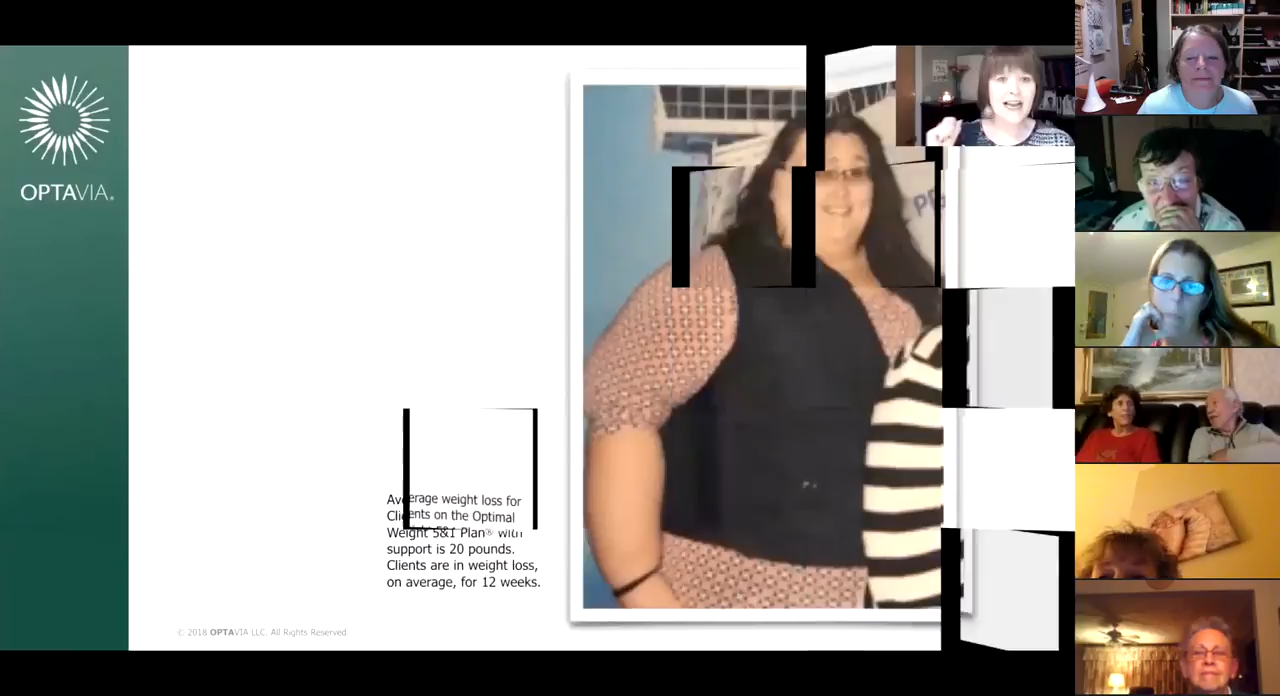 OPTAVIA®
Average weight loss for
Clients on the Optimal
Weight 5&1 Plan® with
support is 20 pounds.
Clients are in weight loss,
on average, for 12 weeks.
© 2018 OPTAVIA LLC. All Rights Reserved